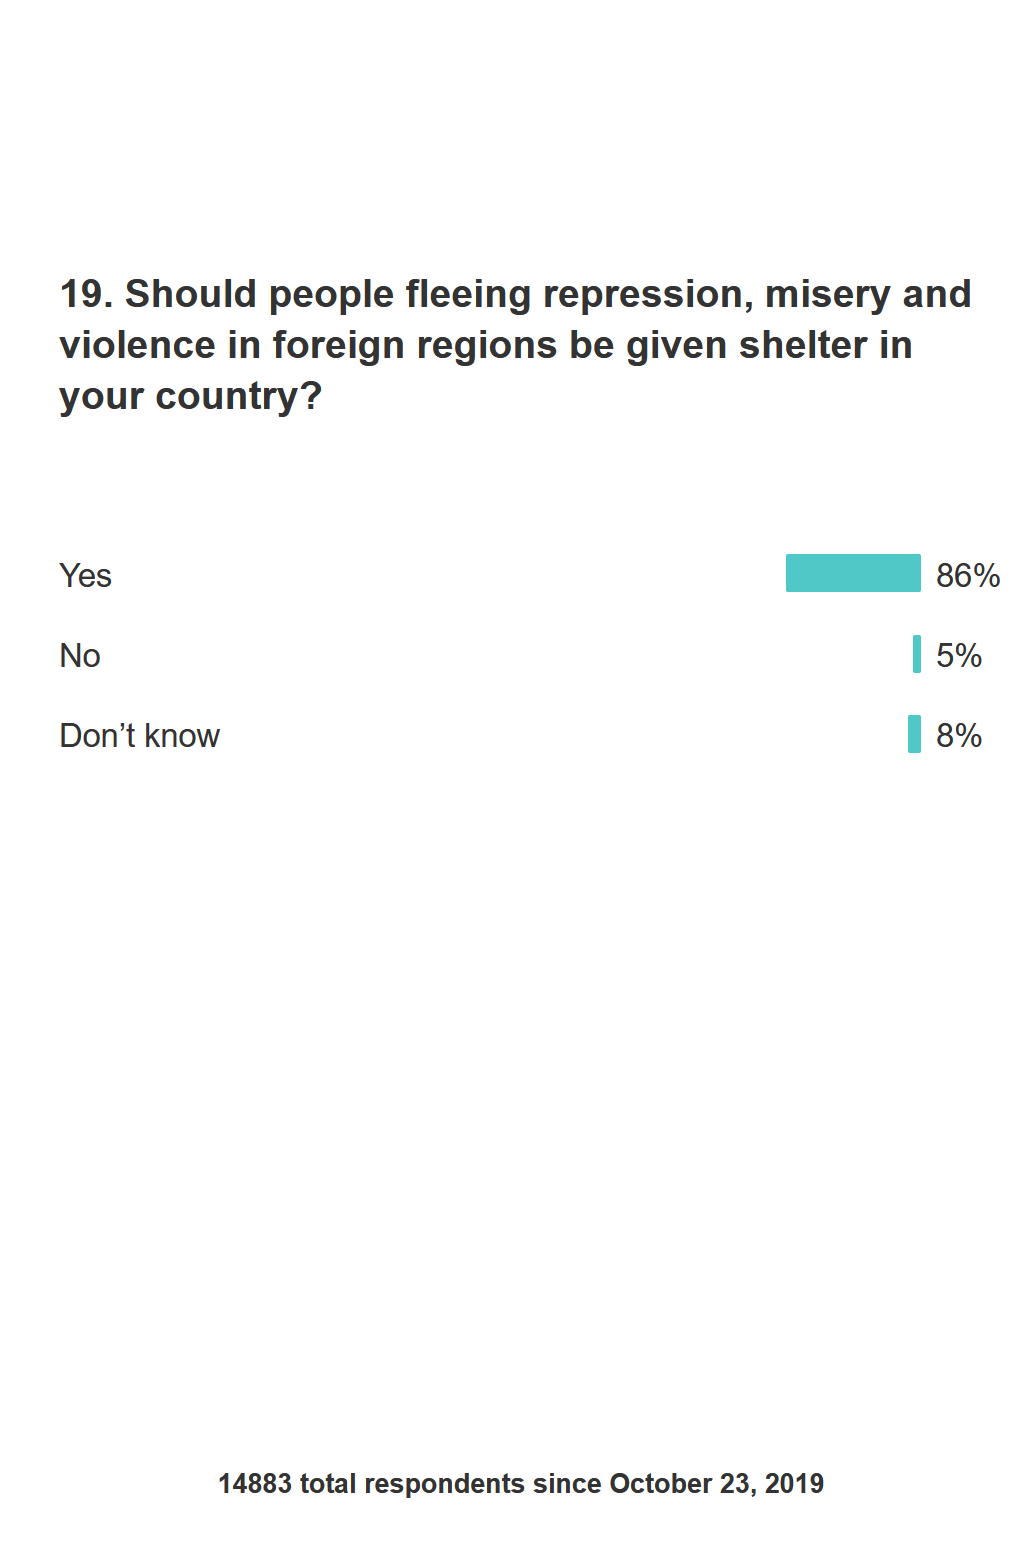 19. Should people fleeing repression, misery and
violence in foreign regions be given shelter in
your country?
Yes 86%
No 5%
Don’t know 8%
14883 total respondents since October 23, 2019